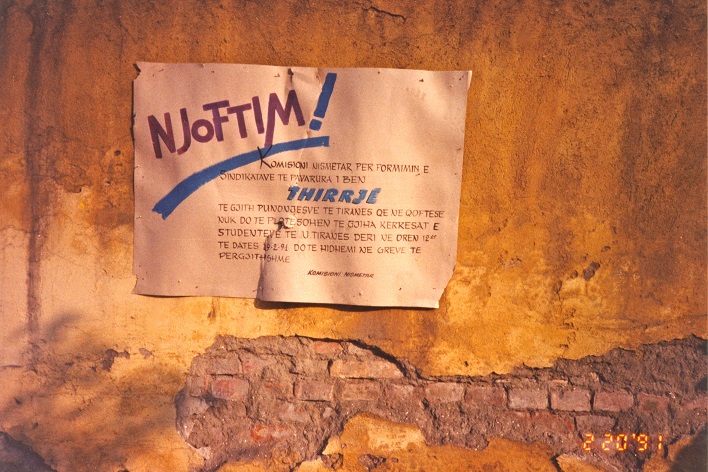 NJOFTIM!
KOMISIONI NISMETAR PER FORMIMIN E
SINDIKATAVE TE PAVARURA I BEN
THIRRJE
TE GJITH PUNONJESVE TE TIRANES QE NE QOFTESE
NUK DO TE PLOTESOHEN TE GJITHA KERKESAT E
STUDENTEVE TE U TIRANES DERI NE OREN 12⁰⁰
TE DATES 19-2-91 DO TE HIDHEMI NE GREVE TE
PERGJITHSHME
KOMISIONI NISMETAR
2 20 '91